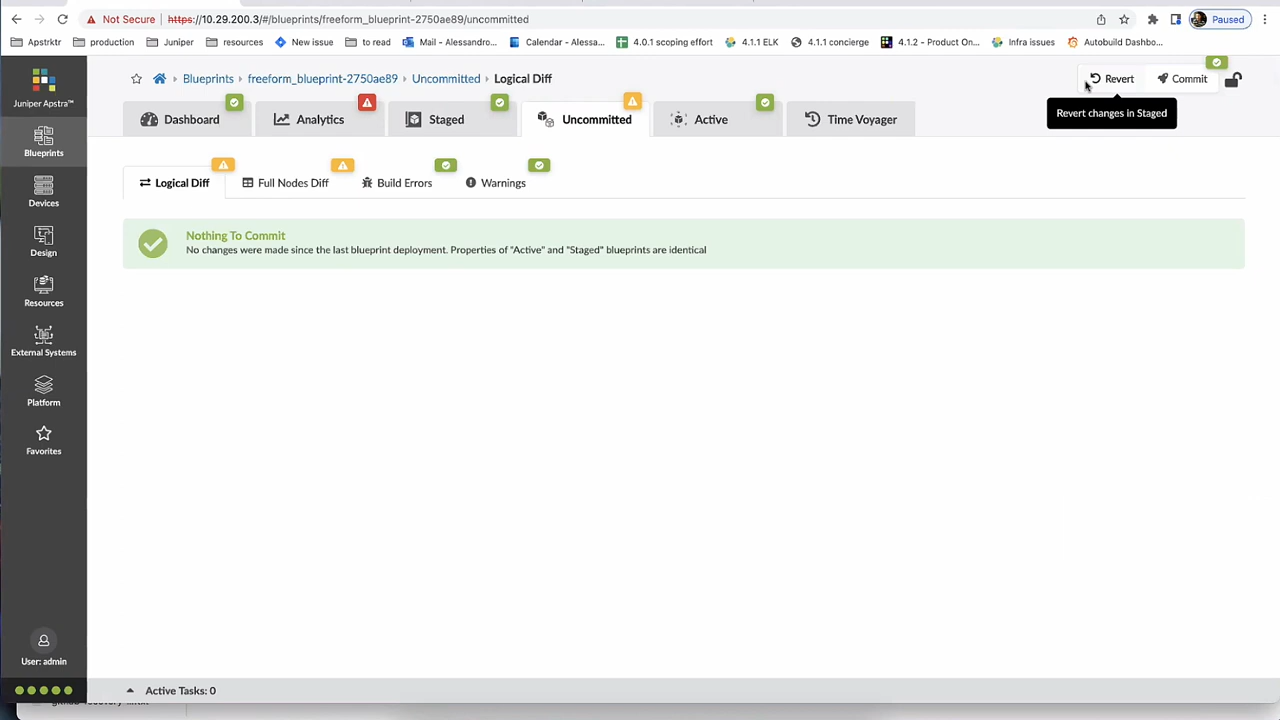 Not Secure
https://10.29.200.3/#/blueprints/freeform_blueprint-2750ae89/uncommitted
Paused
Apstrktr
production
Juniper
resources
New issue
to read
Mail – Alessandro...
Calendar – Alessa...
4.0.1 scoping effort
4.1.1 ELK
4.1.1 concierge
4.1.2 - Product On...
Infra issues
Autobuild Dashbo...
Juniper Apstra™
Blueprints
freeform_blueprint-2750ae89
Uncommitted
Logical Diff
Revert
Commit
Revert changes in Staged
Dashboard
Analytics
Staged
Uncommitted
Active
Time Voyager
Blueprints
Devices
Design
Resources
External Systems
Platform
Favorites
Logical Diff
Full Nodes Diff
Build Errors
Warnings
Nothing To Commit
No changes were made since the last blueprint deployment. Properties of "Active" and "Staged" blueprints are identical
User: admin
Active Tasks: 0